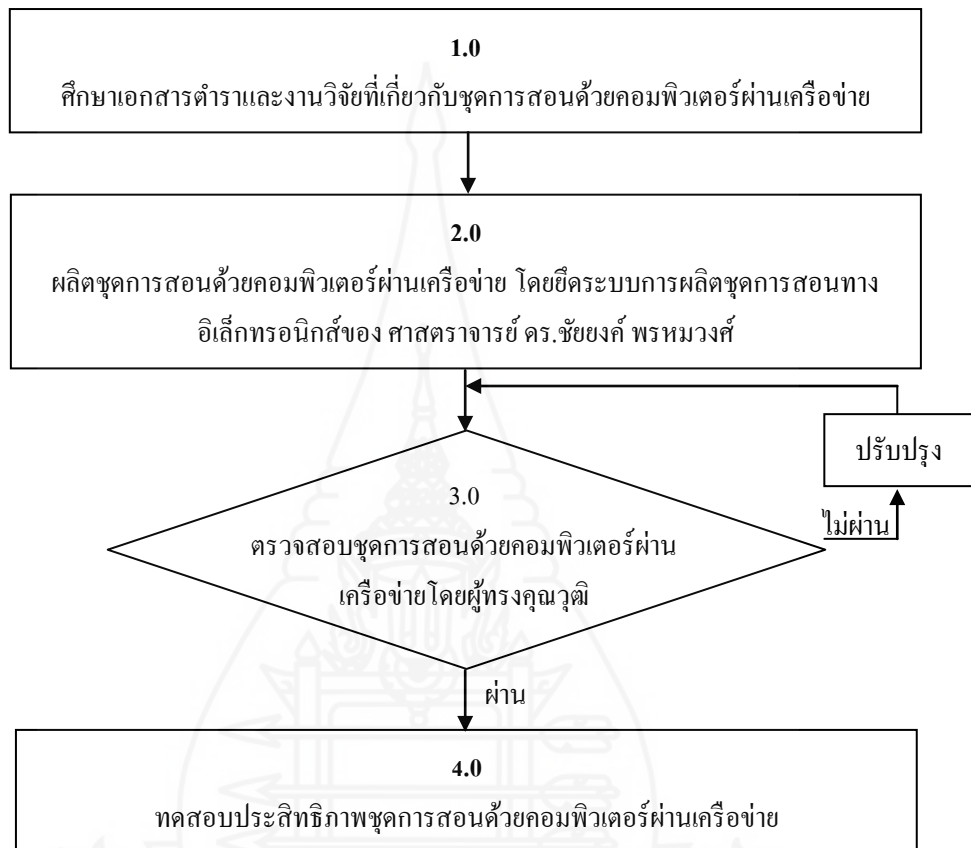 1.0
ศึกษาเอกสารตำราและงานวิจัยที่เกี่ยวกับชุดการสอนด้วยคอมพิวเตอร์ผ่านเครือข่าย
2.0
ผลิตชุดการสอนด้วยคอมพิวเตอร์ผ่านเครือข่าย โดยยึดระบบการผลิตชุดการสอนทาง
อิเล็กทรอนิกส์ของ ศาสตราจารย์ ดร.ชัยยงค์ พรหมวงศ์
ปรับปรุง
3.0
ไม่ผ่าน
ตรวจสอบชุดการสอนด้วยคอมพิวเตอร์ผ่าน
เครือข่ายโดยผู้ทรงคุณวุฒิ
ผ่าน
4.0
ทดสอบประสิทธิภาพชุดการสอนด้วยคอมพิวเตอร์ผ่านเครือข่าย